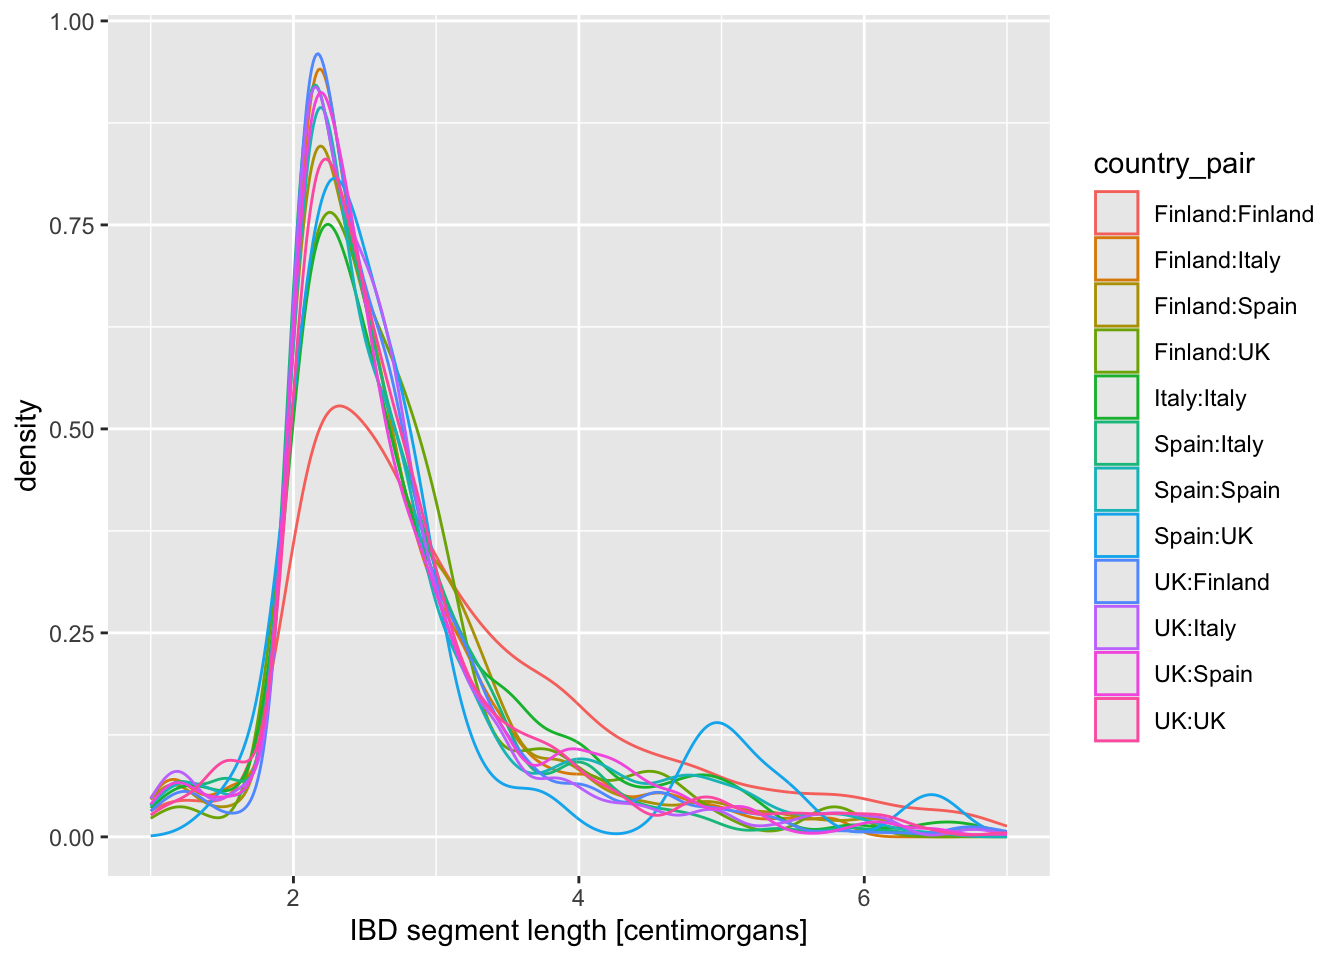 1.00
0.75
0.50
0.25
0.00
density
2
4
6
IBD segment length [centimorgans]
country_pair
Finland:Finland
Finland:Italy
Finland:Spain
Finland:UK
Italy:Italy
Spain:Italy
Spain:Spain
Spain:UK
UK:Finland
UK:Italy
UK:Spain
UK:UK